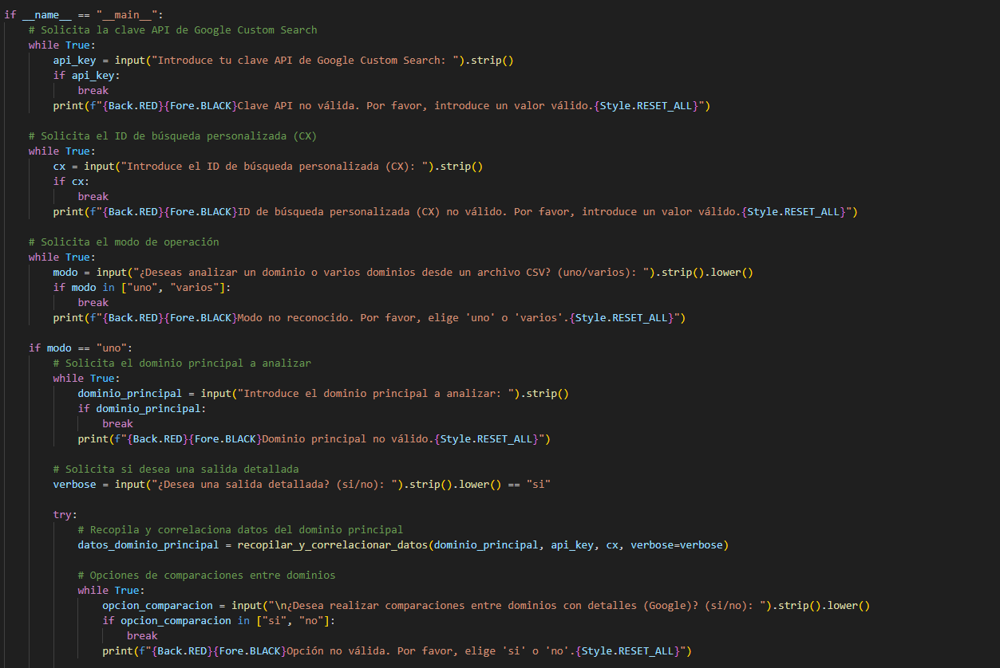 if __name__ == "__main__":
# Solicita la clave API de Google Custom Search
while True:
api_key = input("Introduce tu clave API de Google Custom Search: ").strip()
if api_key:
break
print(f"{Back.RED}{Fore.BLACK}Clave API no válida. Por favor, introduce un valor válido.{Style.RESET_ALL}")
# Solicita el ID de búsqueda personalizada (CX)
while True:
cx = input("Introduce el ID de búsqueda personalizada (CX): ").strip()
if cx:
break
print(f"{Back.RED}{Fore.BLACK}ID de búsqueda personalizada (CX) no válido. Por favor, introduce un valor válido.{Style.RESET_ALL}")
# Solicita el modo de operación
while True:
modo = input("¿Deseas analizar un dominio o varios dominios desde un archivo CSV? (uno/varios): ").strip().lower()
if modo in ["uno", "varios"]:
break
print(f"{Back.RED}{Fore.BLACK}Modo no reconocido. Por favor, elige 'uno' o 'varios'.{Style.RESET_ALL}")
if modo == "uno":
# Solicita el dominio principal a analizar
while True:
dominio_principal = input("Introduce el dominio principal a analizar: ").strip()
if dominio_principal:
break
print(f"{Back.RED}{Fore.BLACK}Dominio principal no válido.{Style.RESET_ALL}")
# Solicita si desea una salida detallada
verbose = input("¿Desea una salida detallada? (si/no): ").strip().lower() == "si"
try:
# Recopila y correlaciona datos del dominio principal
datos_dominio_principal = recopilar_y_correlacionar_datos(dominio_principal, api_key, cx, verbose=verbose)
# Opciones de comparaciones entre dominios
while True:
opcion_comparacion = input("\n¿Desea realizar comparaciones entre dominios con detalles (Google)? (si/no): ").strip().lower()
if opcion_comparacion in ["si", "no"]:
break
print(f"{Back.RED}{Fore.BLACK}Opción no válida. Por favor, elige 'si' o 'no'.{Style.RESET_ALL}")